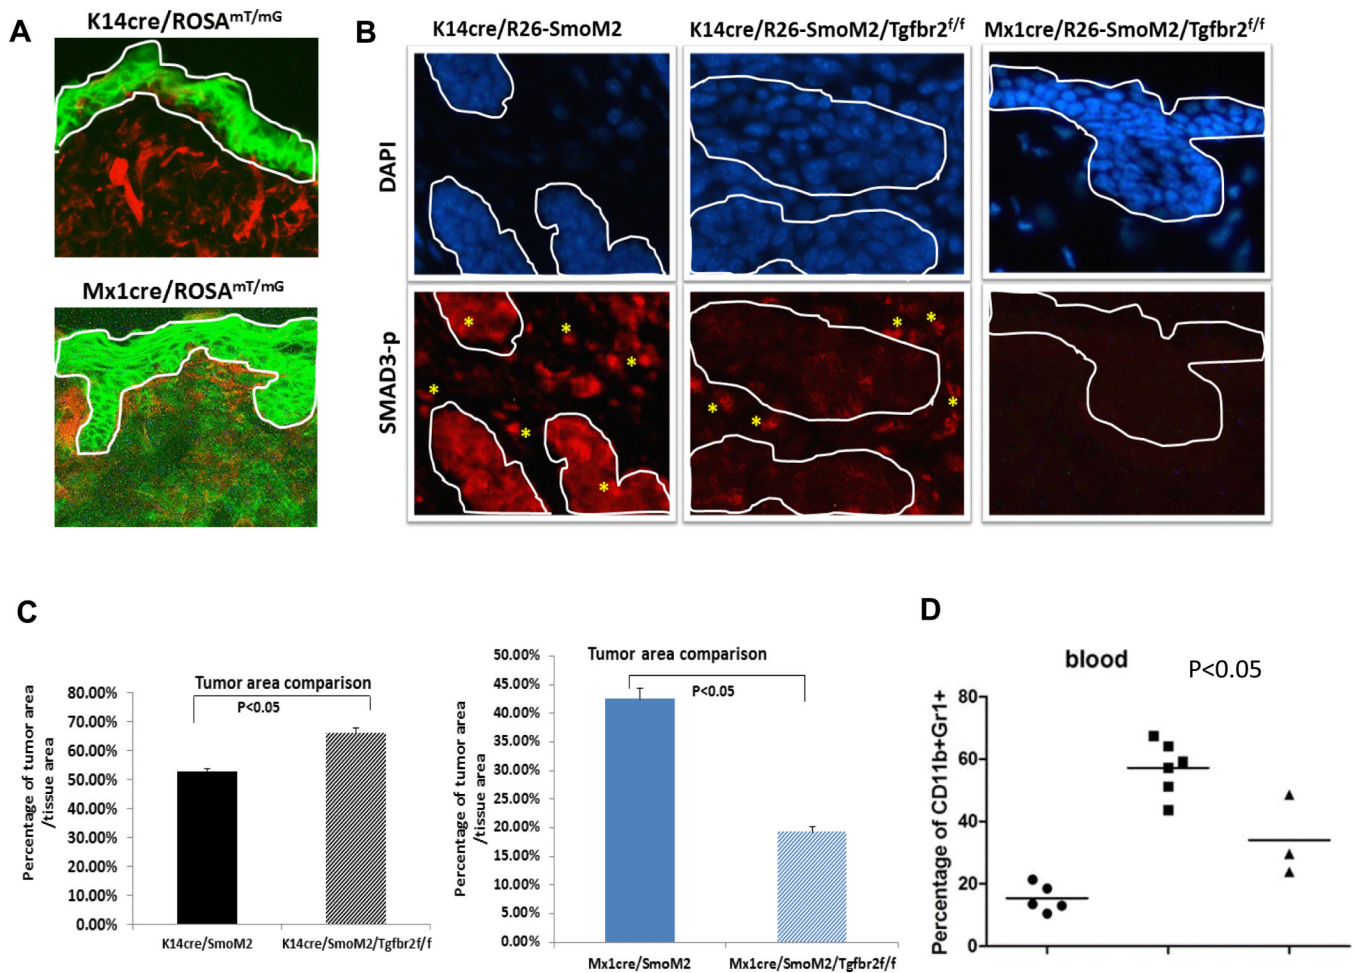 A
K14cre/ROSAmT/mG
Mx1cre/ROSAmT/mG
B
K14cre/R26-SmoM2
K14cre/R26-SmoM2/Tgfbr2f/f
Mx1cre/R26-SmoM2/Tgfbr2f/f
DAPI
SMAD3-p
* * * * * * *
* * * * *
C
Tumor area comparison
P<0.05
Percentage of tumor area
/tissue area
80.00%
70.00%
60.00%
50.00%
40.00%
30.00%
20.00%
10.00%
0.00%
K14cre/SmoM2
K14cre/SmoM2/Tgfbr2f/f
Tumor area comparison
P<0.05
Percentage of tumor area
/tissue area
50.00%
45.00%
40.00%
35.00%
30.00%
25.00%
20.00%
15.00%
10.00%
5.00%
0.00%
Mx1cre/SmoM2
Mx1cre/SmoM2/Tgfbr2f/f
D
blood
P<0.05
Percentage of CD11b+Gr1+
80
60
40
20
0